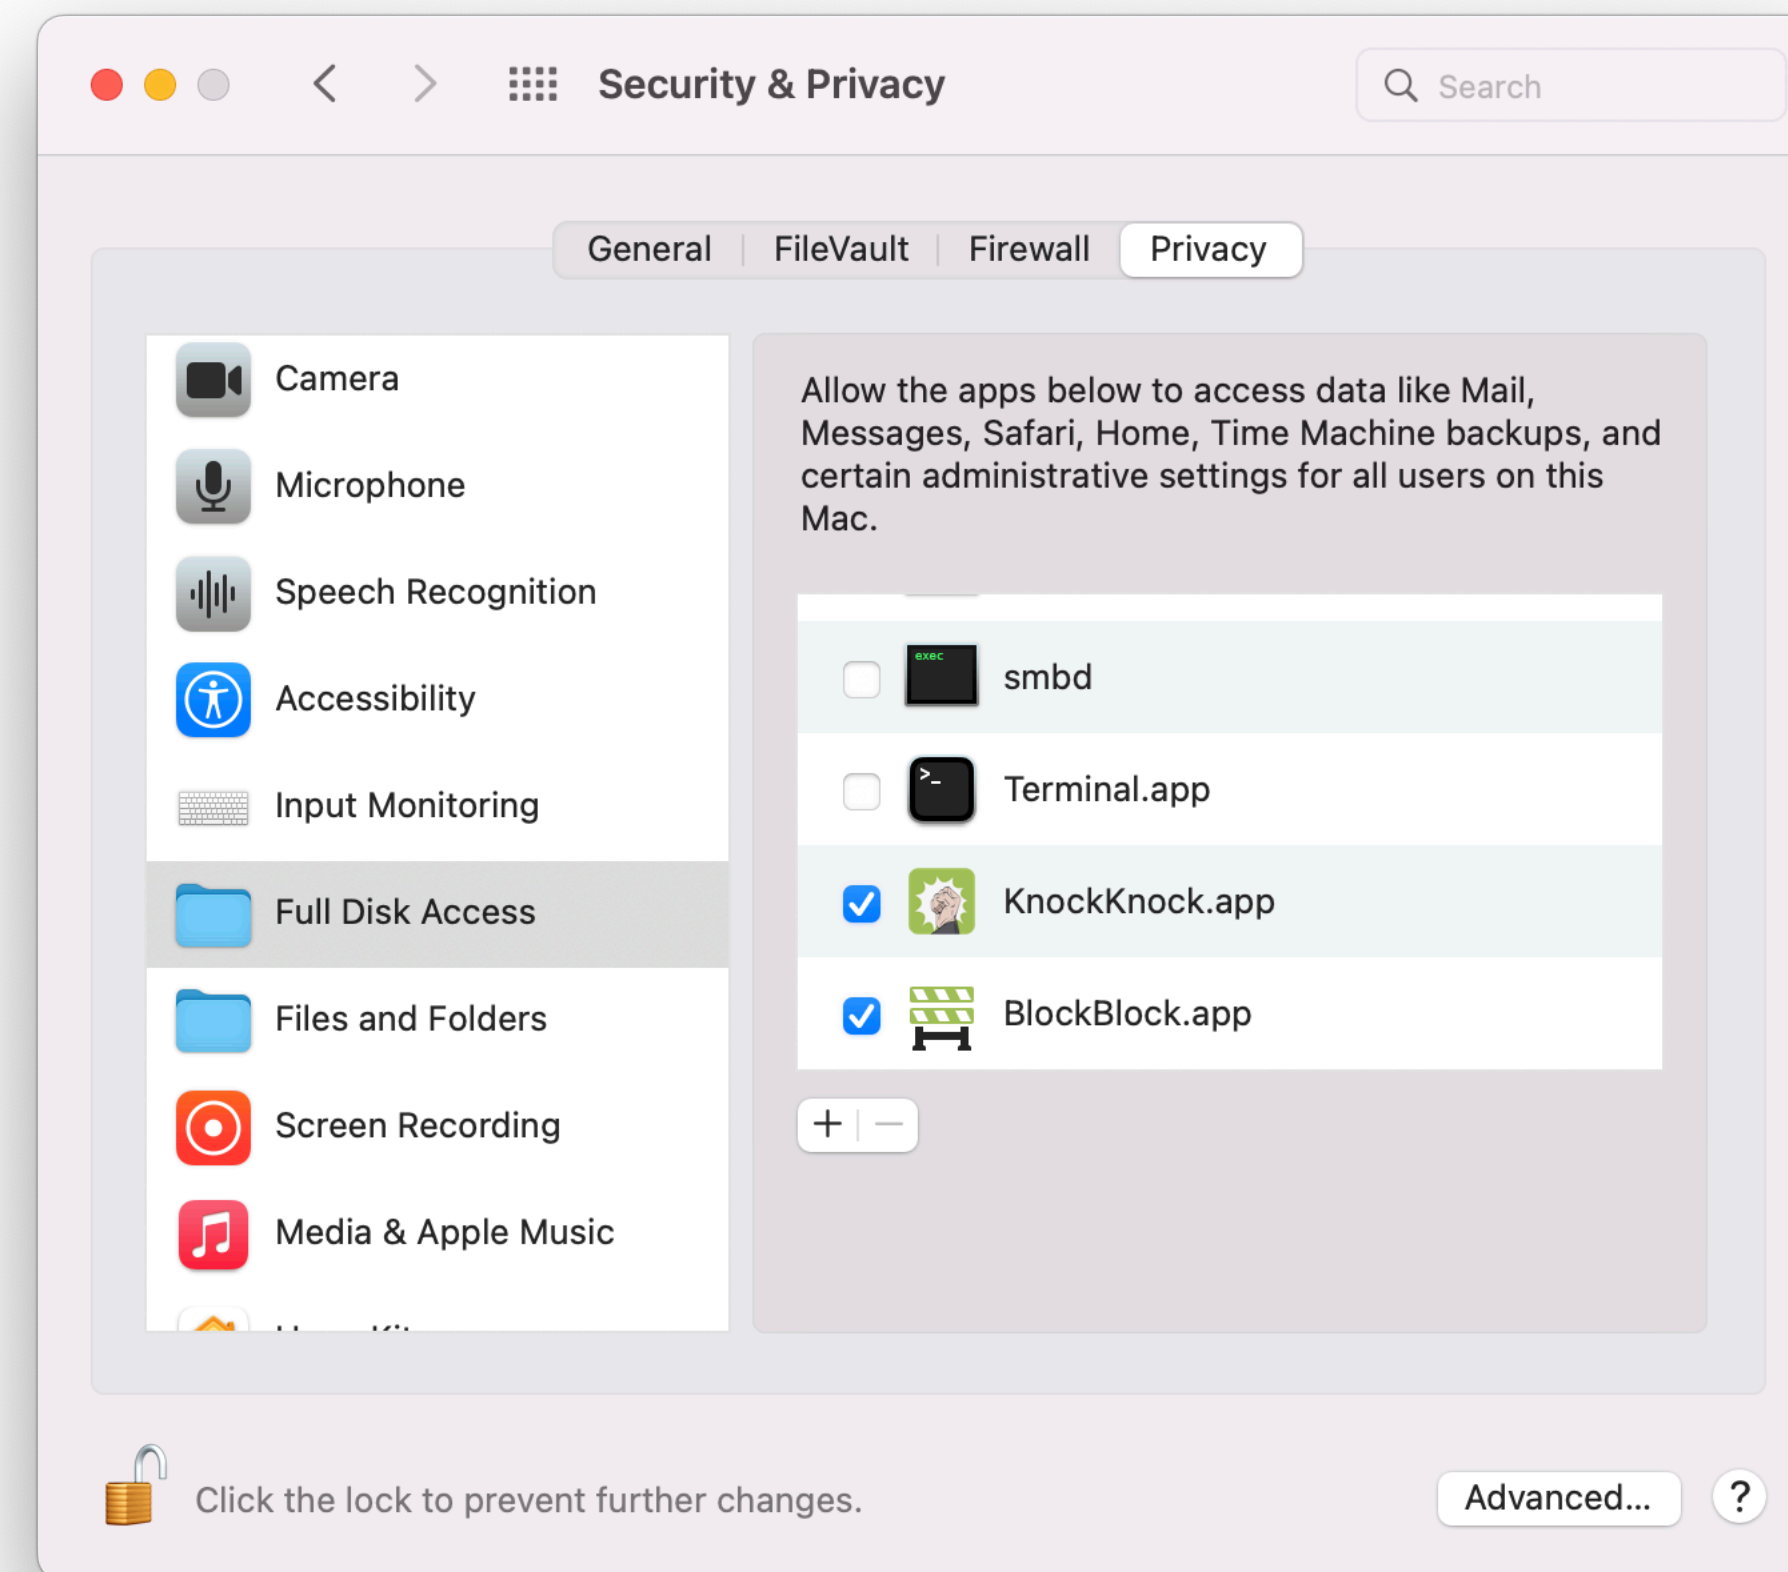 Security & Privacy
Search
General
FileVault
Firewall
Privacy
Camera
Microphone
Speech Recognition
Accessibility
Input Monitoring
Full Disk Access
Files and Folders
Screen Recording
Media & Apple Music
Allow the apps below to access data like Mail,
Messages, Safari, Home, Time Machine backups, and
certain administrative settings for all users on this
Mac.
exec
smbd
>_
Terminal.app
KnockKnock.app
BlockBlock.app
+
−
Click the lock to prevent further changes.
Advanced...
?